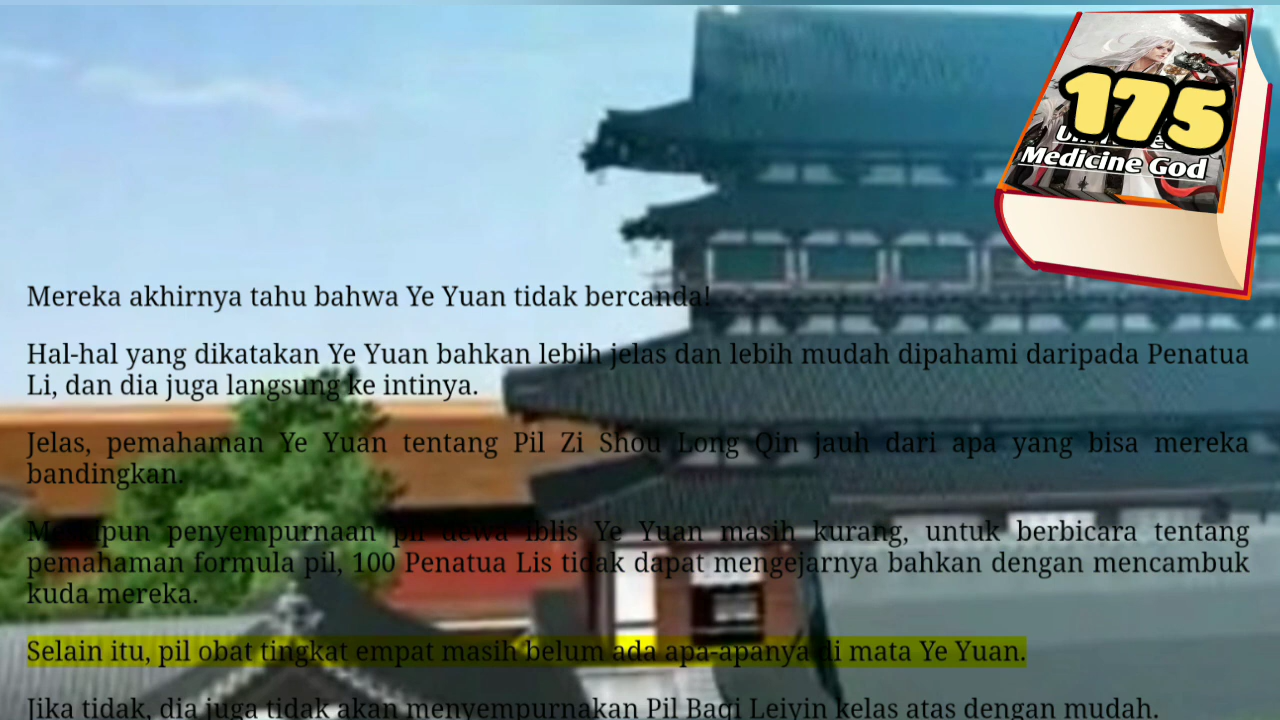 175
Medicine God
Mereka akhirnya tahu bahwa Ye Yuan tidak bercanda!
Hal-hal yang dikatakan Ye Yuan bahkan lebih jelas dan lebih mudah dipahami daripada Penatua
Li, dan dia juga langsung ke intinya.
Jelas, pemahaman Ye Yuan tentang Pil Zi Shou Long Qin jauh dari apa yang bisa mereka
bandingkan.
Meskipun penyempurnaan pil dewa iblis Ye Yuan masih kurang, untuk berbicara tentang
pemahaman formula pil, 100 Penatua Lis tidak dapat mengejarnya bahkan dengan mencambuk
kuda mereka.
Selain itu, pil obat tingkat empat masih belum ada apa-apanya di mata Ye Yuan.
Jika tidak, dia juga tidak akan menyempurnakan Pil Baqi Leiyin kelas atas dengan mudah.